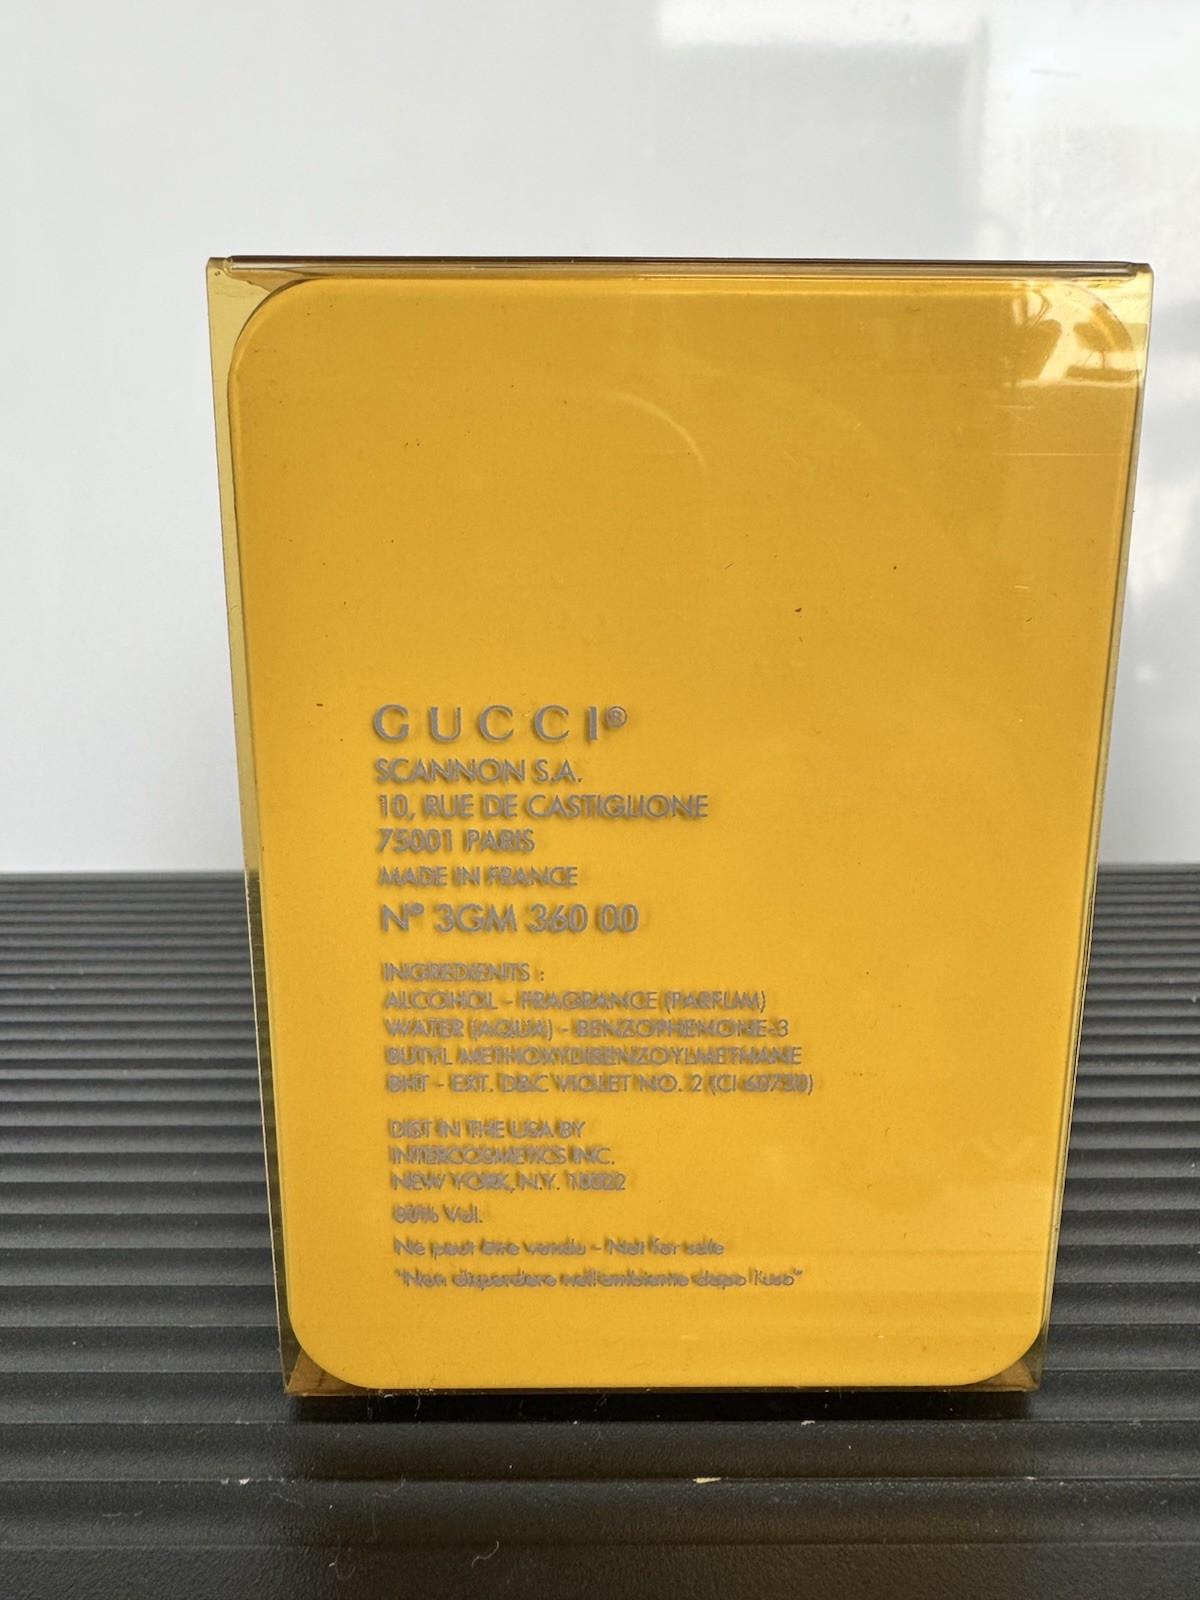 GUCCI®
SCANNON S.A.
10, RUE DE CASTIGLIONE
75001 PARIS
MADE IN FRANCE
Nº 3GM 360 00
INGREDIENTS :
ALCOHOL - FRAGRANCE (PARFUM)
WATER (AQUA) - BENZOPHENONE-3
BUTYL METHOXYDIBENZOYLMETHANE
BHT - EXT. D&C VIOLET NO. 2 (CI 60730)
DIST IN THE USA BY
INTERCOSMETICS INC.
NEW YORK, N.Y. 10022
80% Vol.
Ne peut être vendu - Not for sale
"Non disperdere nell'ambiente dopo l'uso"